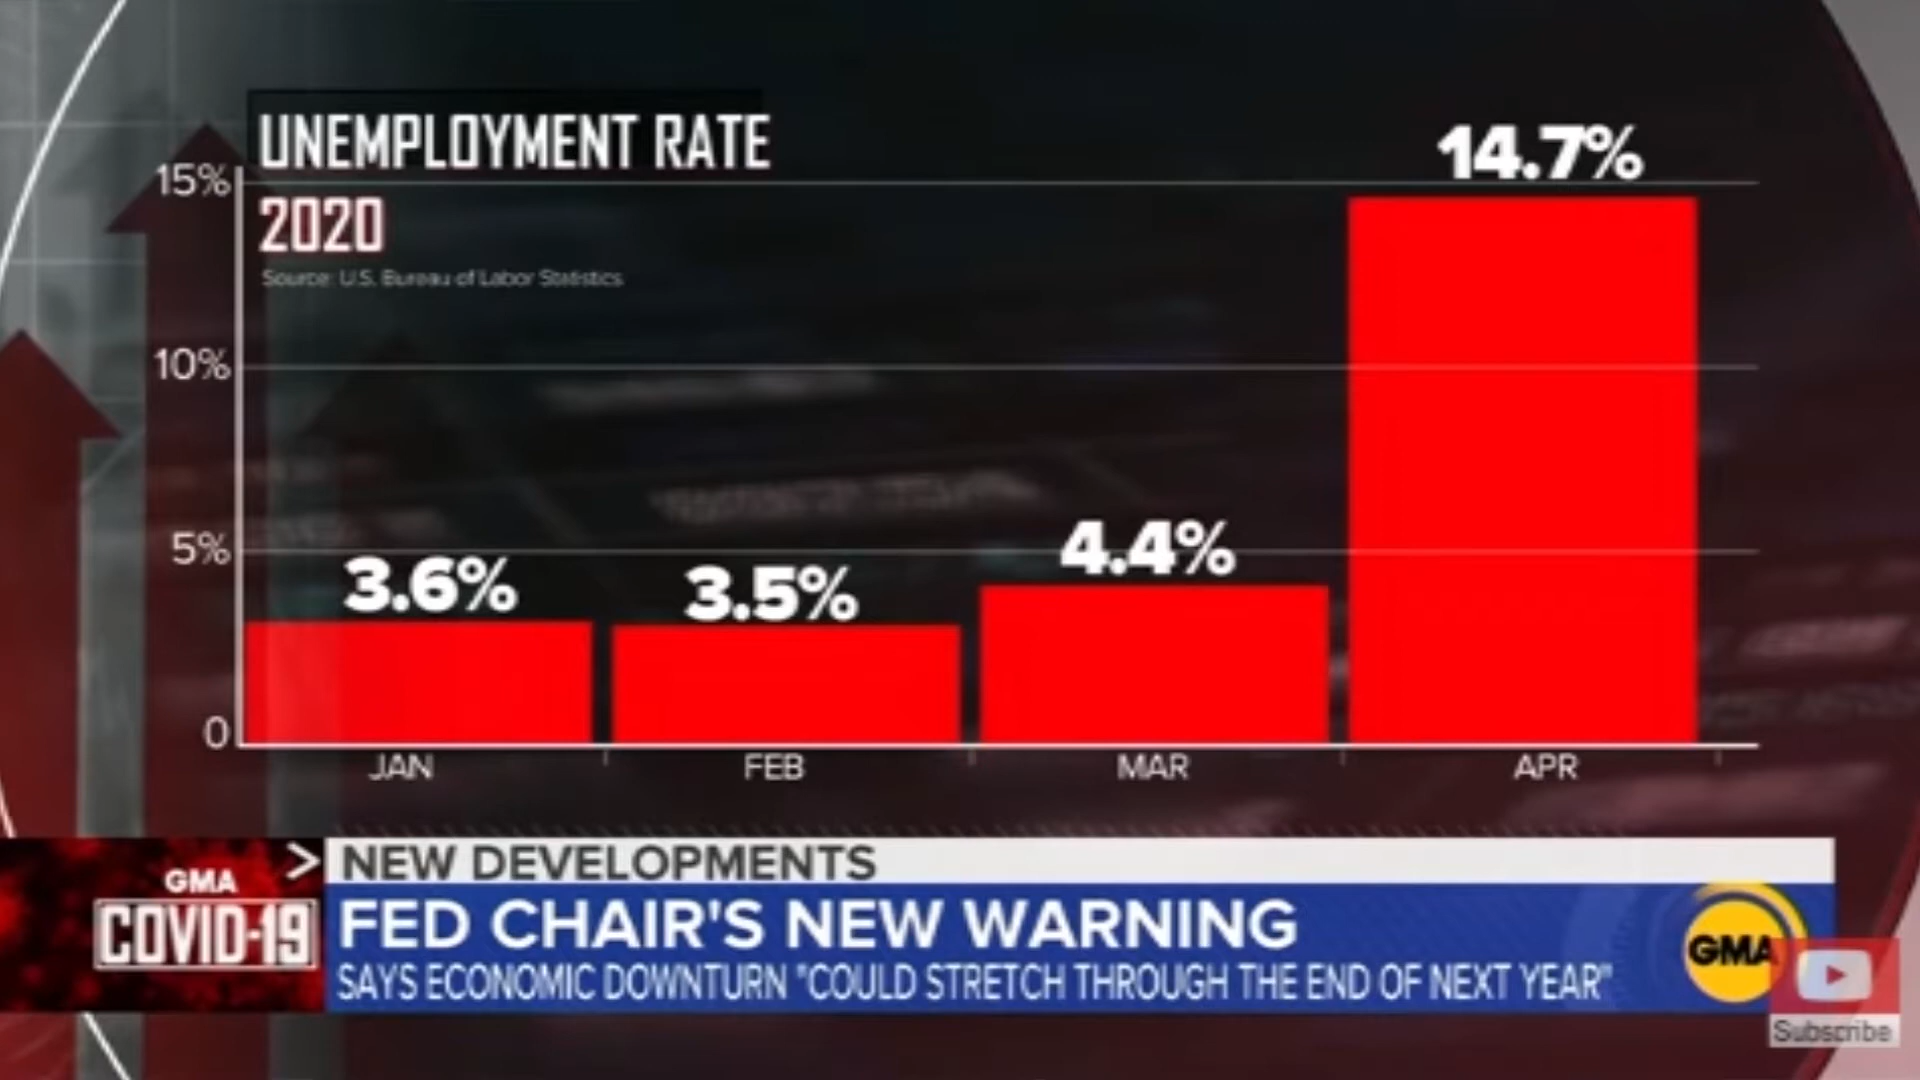 UNEMPLOYMENT RATE
2020
Source: U.S. Bureau of Labor Statistics
15%
10%
5%
0
3.6%
3.5%
4.4%
14.7%
JAN
FEB
MAR
APR
NEW DEVELOPMENTS
GMA
COVID-19
FED CHAIR'S NEW WARNING
SAYS ECONOMIC DOWNTURN "COULD STRETCH THROUGH THE END OF NEXT YEAR"
GMA
Subscribe